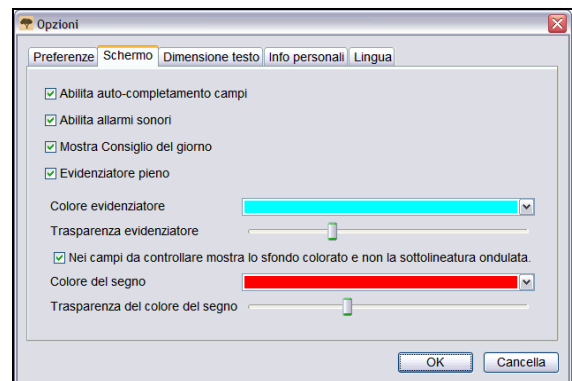 Opzioni
Preferenze Schermo Dimensione testo Info personali Lingua
Abilita auto-completamento campi
Abilita allarmi sonori
Mostra Consiglio del giorno
Evidenziatore pieno
Colore evidenziatore
Trasparenza evidenziatore
Nei campi da controllare mostra lo sfondo colorato e non la sottolineatura ondulata.
Colore del segno
Trasparenza del colore del segno
OK Cancella